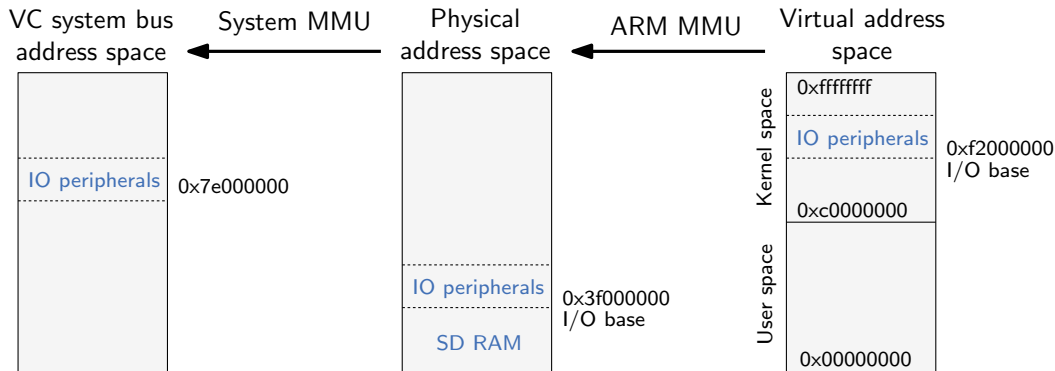 VC system bus
address space
System MMU
Physical
address space
ARM MMU
Virtual address
space
IO peripherals
0x7e000000
IO peripherals
0x3f000000
I/O base
SD RAM
Kernel space
User space
0xffffffff
IO peripherals
0xf2000000
I/O base
0xc0000000
0x00000000